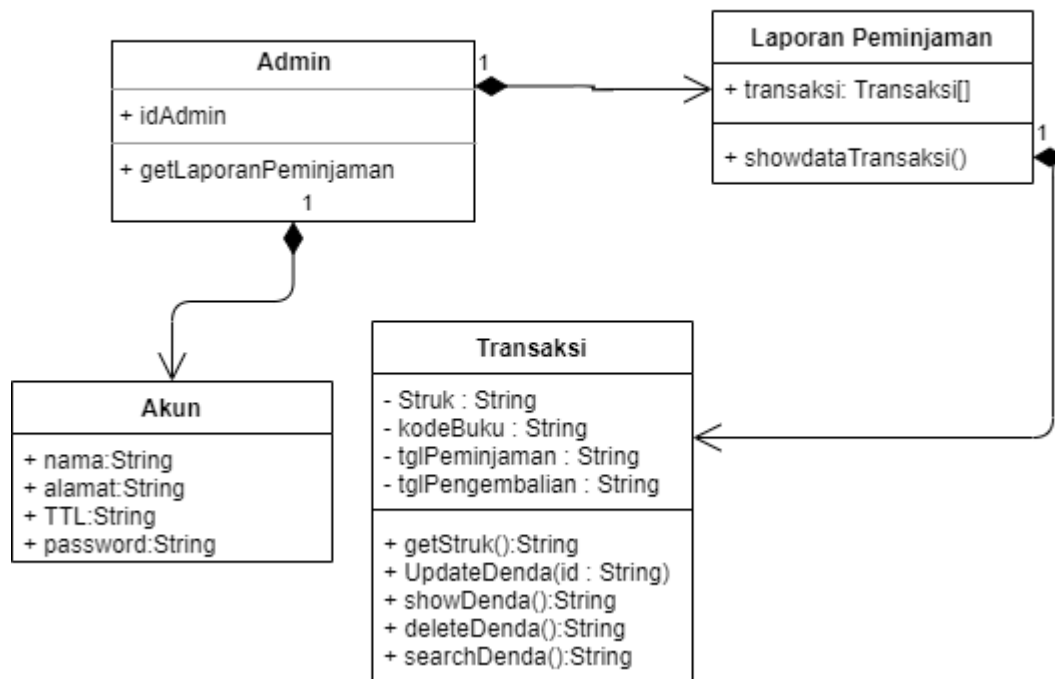 Admin
+ idAdmin
+ getLaporanPeminjaman
1
1
Laporan Peminjaman
+ transaksi: Transaksi[]
+ showdataTransaksi()
1
Akun
+ nama:String
+ alamat:String
+ TTL:String
+ password:String
Transaksi
- Struk : String
- kodeBuku : String
- tglPeminjaman : String
- tglPengembalian : String
+ getStruk():String
+ UpdateDenda(id : String)
+ showDenda():String
+ deleteDenda():String
+ searchDenda():String